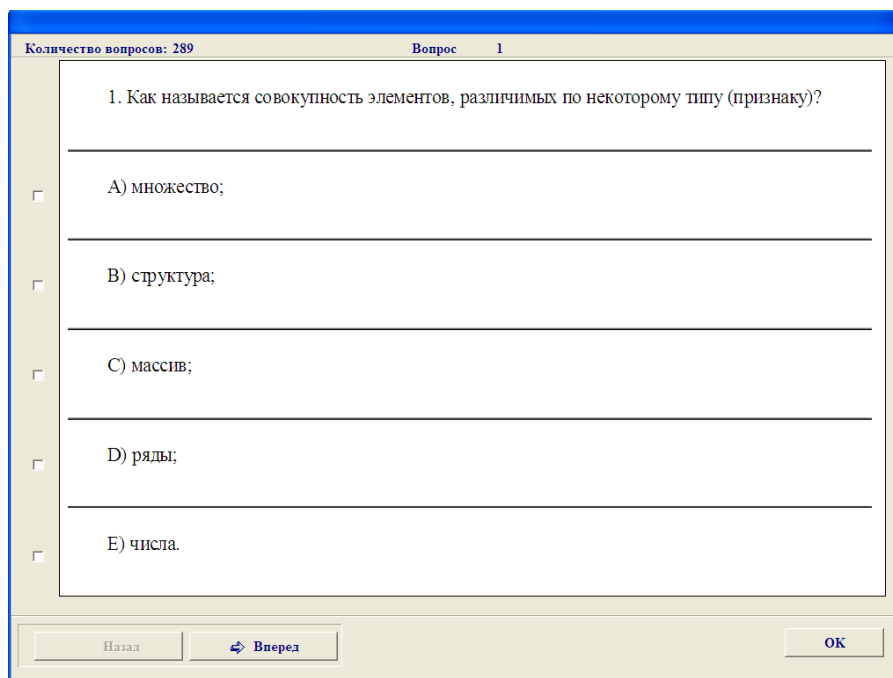 Количество вопросов: 289 Вопрос 1
1. Как называется совокупность элементов, различимых по некоторому типу (признаку)?
A) множество;
B) структура;
C) массив;
D) ряды;
E) числа.
Назад Вперед OK